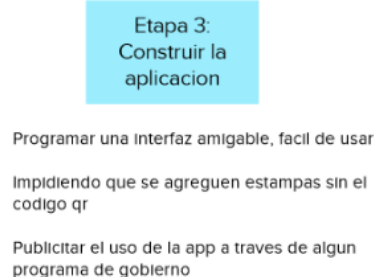 Etapa 3:
Construir la
aplicacion
Programar una interfaz amigable, facil de usar
Impidiendo que se agreguen estampas sin el
codigo qr
Publicitar el uso de la app a traves de algun
programa de gobierno